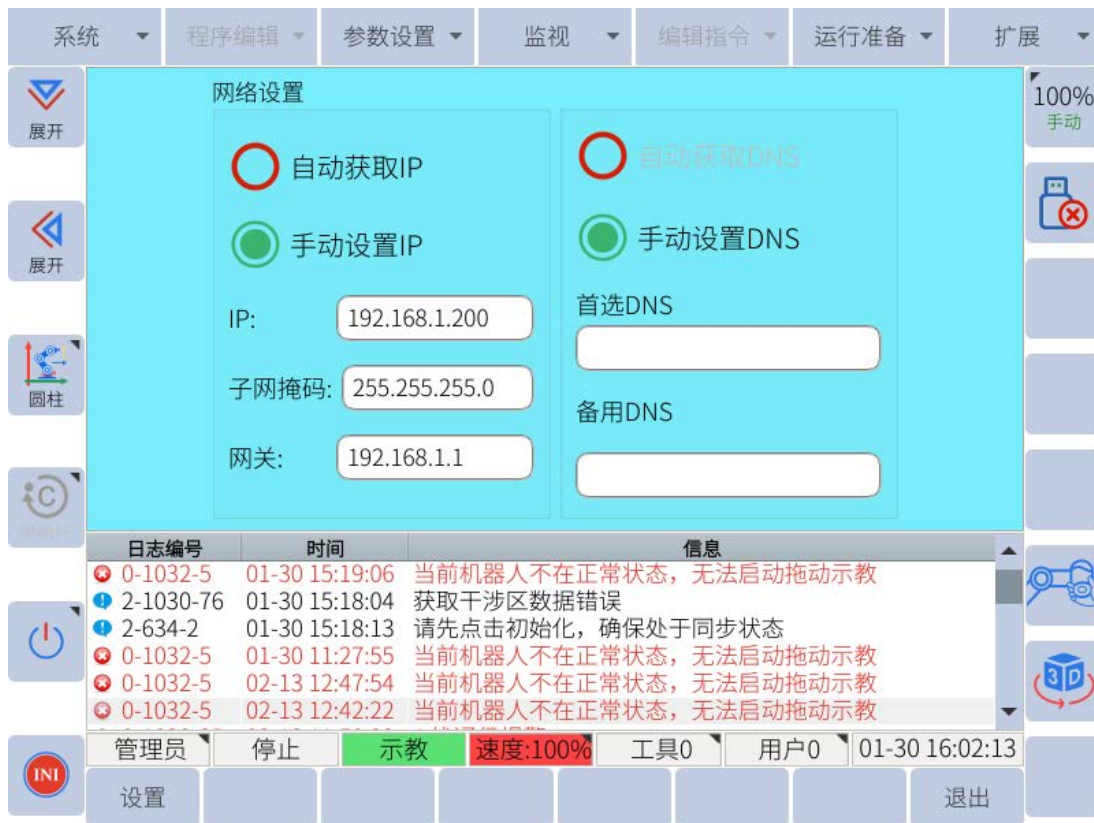 系统 程序编辑 参数设置 监视 编辑指令 运行准备 扩展
展开
展开
圆柱
C
INI
100%
手动
3D
网络设置
自动获取IP
手动设置IP
IP: 192.168.1.200
子网掩码: 255.255.255.0
网关: 192.168.1.1
自动获取DNS
手动设置DNS
首选DNS
备用DNS
日志编号 时间 信息
0-1032-5 01-30 15:19:06 当前机器人不在正常状态，无法启动拖动示教
2-1030-76 01-30 15:18:04 获取干涉区数据错误
2-634-2 01-30 15:18:13 请先点击初始化，确保处于同步状态
0-1032-5 01-30 11:27:55 当前机器人不在正常状态，无法启动拖动示教
0-1032-5 02-13 12:47:54 当前机器人不在正常状态，无法启动拖动示教
0-1032-5 02-13 12:42:22 当前机器人不在正常状态，无法启动拖动示教
管理员 停止 示教 速度:100% 工具0 用户0 01-30 16:02:13
设置 退出